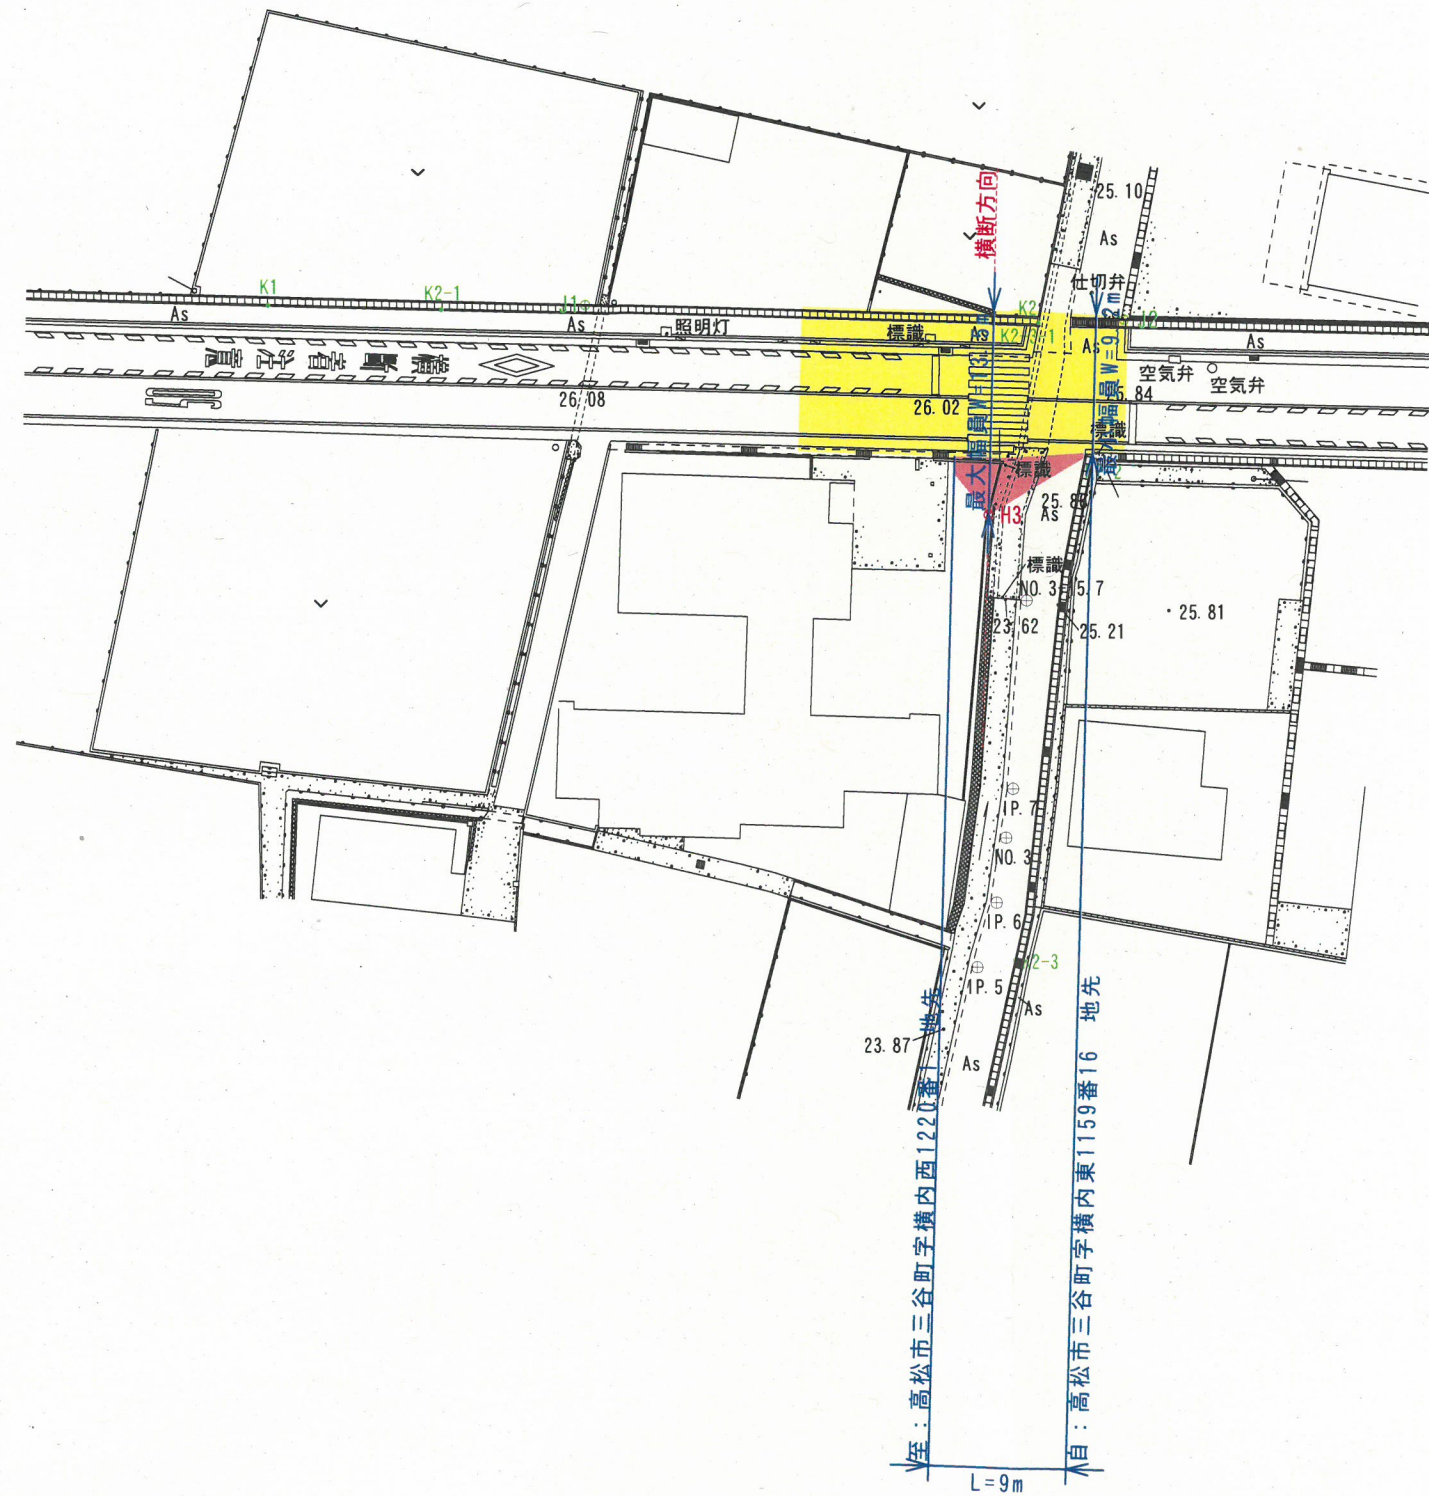 横断方向
25.10
As
仕切弁
K1
K2-1
J1
K2
J2
As
As
照明灯
標識
As
As
As
空気弁
空気弁
26.08
26.02
標識
最大幅員W=13.
標識
25.8
As
H3
標識
NO.3
5.7
23.62
25.21
25.81
IP.7
NO.3
IP.6
2-3
IP.5
As
23.87
As
至：高松市三谷町字横内西1220番1 地先
自：高松市三谷町字横内東1159番16 地先
L=9m